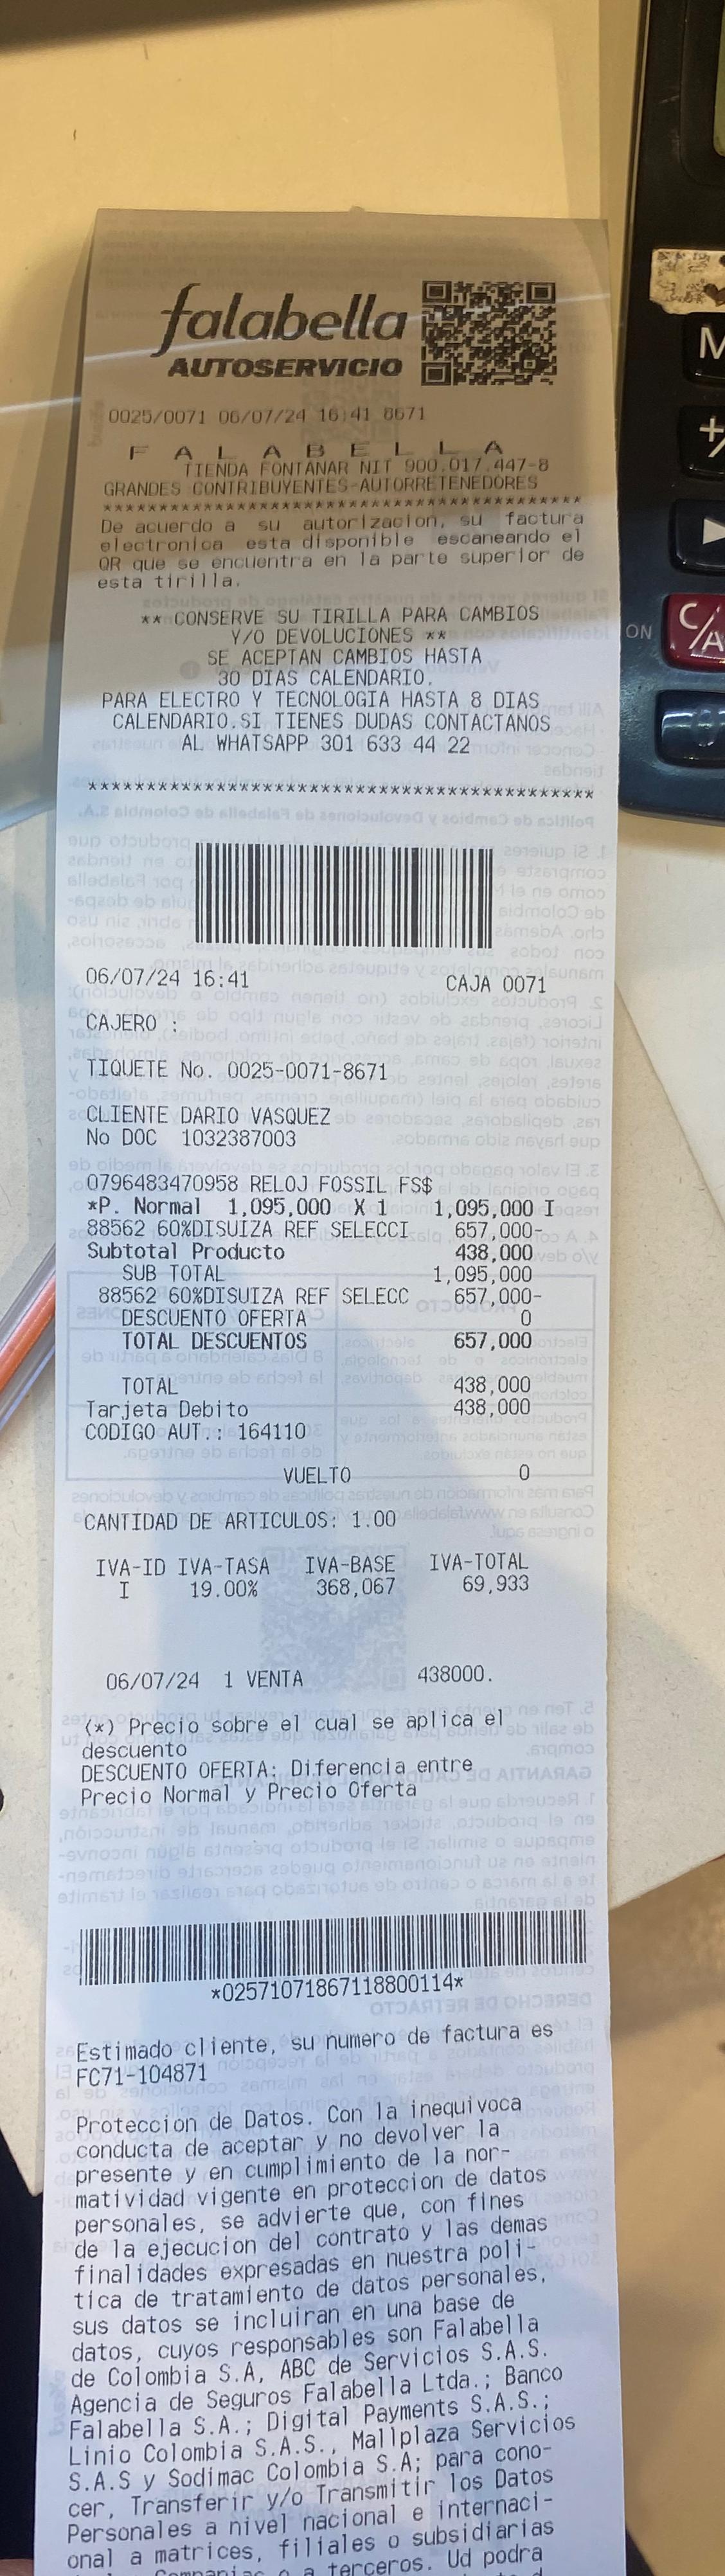 falabella
AUTOSERVICIO
0025/0071 06/07/24 16:41 8671
F A L A B E L L A
TIENDA FONTANAR NIT 900.017.447-8
GRANDES CONTRIBUYENTES-AUTORRETENEDORES
*******************************************
De acuerdo a su autorizacion, su factura
electronica esta disponible escaneando el
QR que se encuentra en la parte superior de
esta tirilla.
** CONSERVE SU TIRILLA PARA CAMBIOS
Y/O DEVOLUCIONES **
SE ACEPTAN CAMBIOS HASTA
30 DIAS CALENDARIO.
PARA ELECTRO Y TECNOLOGIA HASTA 8 DIAS
CALENDARIO.SI TIENES DUDAS CONTACTANOS
AL WHATSAPP 301 633 44 22
*******************************************
06/07/24 16:41 CAJA 0071
CAJERO :
TIQUETE No. 0025-0071-8671
CLIENTE DARIO VASQUEZ
No DOC 1032387003
0796483470958 RELOJ FOSSIL FS$
*P. Normal 1,095,000 X 1 1,095,000 I
88562 60%DISUIZA REF SELECCI 657,000-
Subtotal Producto 438,000
SUB TOTAL 1,095,000
88562 60%DISUIZA REF SELECC 657,000-
DESCUENTO OFERTA 0
TOTAL DESCUENTOS 657,000
TOTAL 438,000
Tarjeta Debito 438,000
CODIGO AUT.: 164110
VUELTO 0
CANTIDAD DE ARTICULOS: 1.00
IVA-ID IVA-TASA IVA-BASE IVA-TOTAL
I 19.00% 368,067 69,933
06/07/24 1 VENTA 438000.
(*) Precio sobre el cual se aplica el
descuento
DESCUENTO OFERTA: Diferencia entre
Precio Normal y Precio Oferta
*02571071867118800114*
Estimado cliente, su numero de factura es
FC71-104871
Proteccion de Datos. Con la inequivoca
conducta de aceptar y no devolver la
presente y en cumplimiento de la nor-
matividad vigente en proteccion de datos
personales, se advierte que, con fines
de la ejecucion del contrato y las demas
finalidades expresadas en nuestra poli-
tica de tratamiento de datos personales,
sus datos se incluiran en una base de
datos, cuyos responsables son Falabella
de Colombia S.A, ABC de Servicios S.A.S.
Agencia de Seguros Falabella Ltda.; Banco
Falabella S.A.; Digital Payments S.A.S.;
Linio Colombia S.A.S., Mallplaza Servicios
S.A.S y Sodimac Colombia S.A; para cono-
cer, Transferir y/o Transmitir los Datos
Personales a nivel nacional e internaci-
onal a matrices, filiales o subsidiarias
a terceros. Ud podra
M
+/
C/A
ON